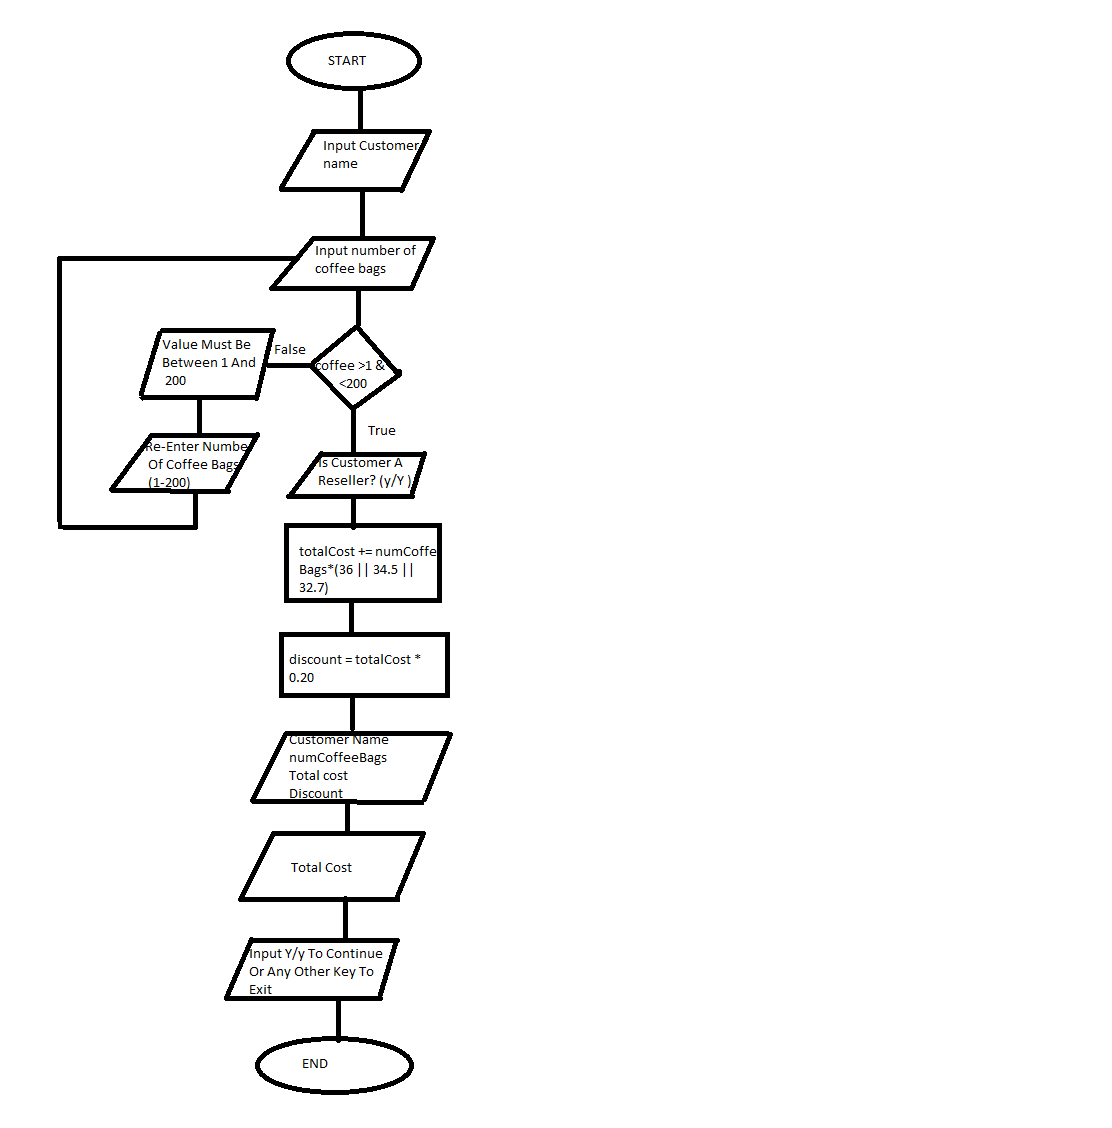 START
Input Customer
name
Input number of
coffee bags
Value Must Be
Between 1 And
200
False
coffee >1 &
<200
True
Re-Enter Numbe
Of Coffee Bags
(1-200)
Is Customer A
Reseller? (y/Y )
totalCost += numCoffe
Bags*(36 || 34.5 ||
32.7)
discount = totalCost *
0.20
Customer Name
numCoffeeBags
Total cost
Discount
Total Cost
Input Y/y To Continue
Or Any Other Key To
Exit
END